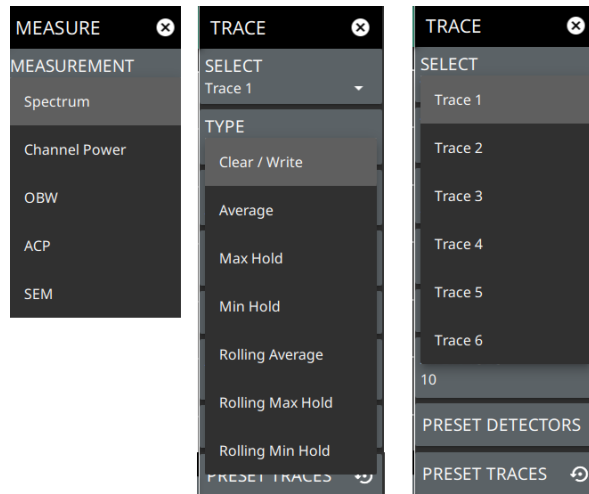 MEASURE
MEASUREMENT
Spectrum
Channel Power
OBW
ACP
SEM
TRACE
SELECT
Trace 1
TYPE
Clear / Write
Average
Max Hold
Min Hold
Rolling Average
Rolling Max Hold
Rolling Min Hold
PRESET TRACES
TRACE
SELECT
Trace 1
Trace 2
Trace 3
Trace 4
Trace 5
Trace 6
10
PRESET DETECTORS
PRESET TRACES